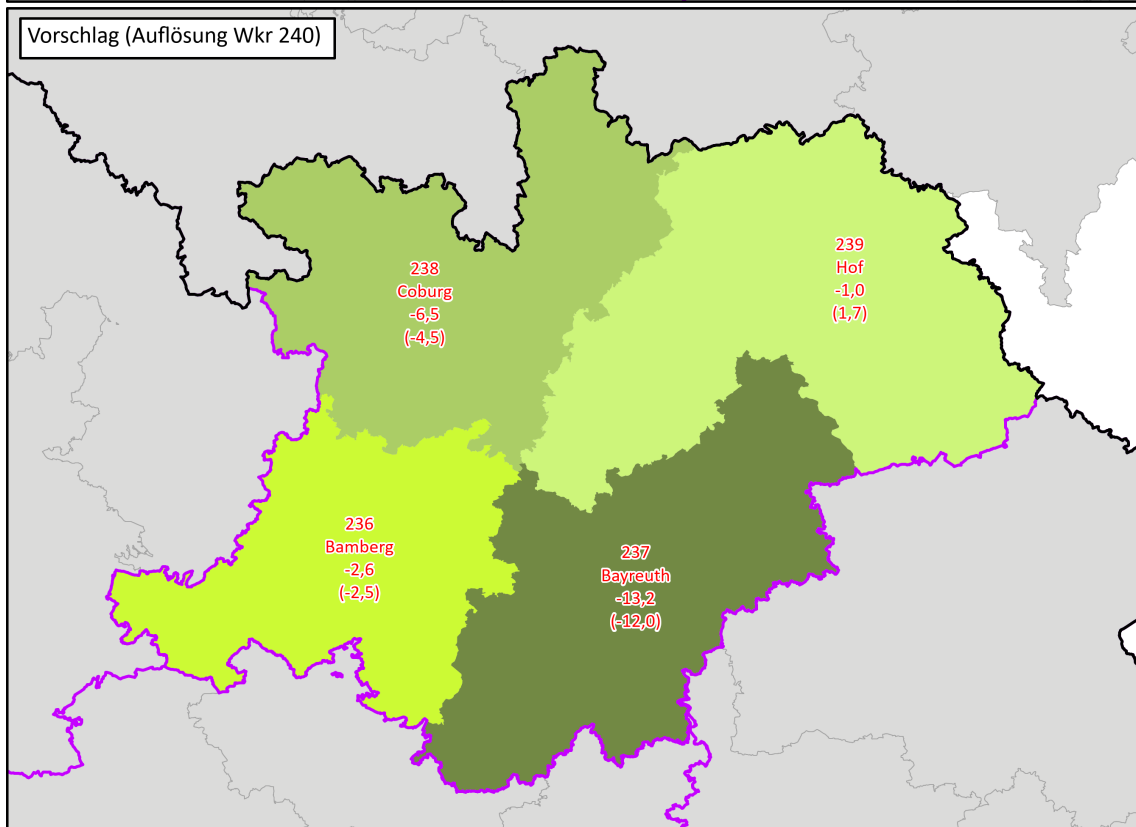 Vorschlag (Auflösung Wkr 240)
239
Hof
-1,0
(1,7)
238
Coburg
-6,5
(-4,5)
236
Bamberg
-2,6
(-2,5)
237
Bayreuth
-13,2
(-12,0)